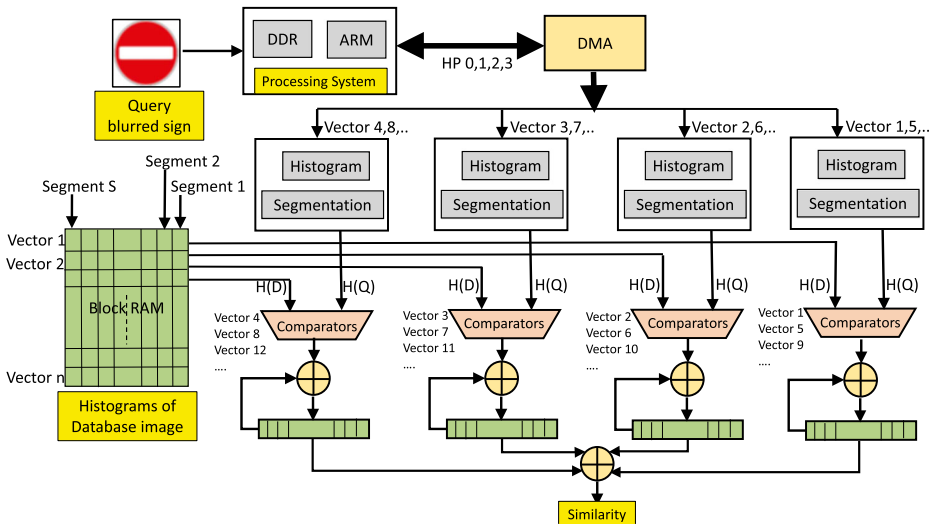 DDR
ARM
Processing System
HP 0,1,2,3
DMA
Query
blurred sign
Vector 4,8,..
Vector 3,7,..
Vector 2,6,..
Vector 1,5,..
Histogram
Segmentation
Histogram
Segmentation
Histogram
Segmentation
Histogram
Segmentation
Segment 2
Segment S
Segment 1
Vector 1
Vector 2
Block RAM
Vector n
Histograms of
Database image
H(D)
H(Q)
H(D)
H(Q)
H(D)
H(Q)
H(D)
H(Q)
Comparators
Vector 4
Vector 8
Vector 12
....
Comparators
Vector 3
Vector 7
Vector 11
....
Comparators
Vector 2
Vector 6
Vector 10
....
Comparators
Vector 1
Vector 5
Vector 9
....
Similarity